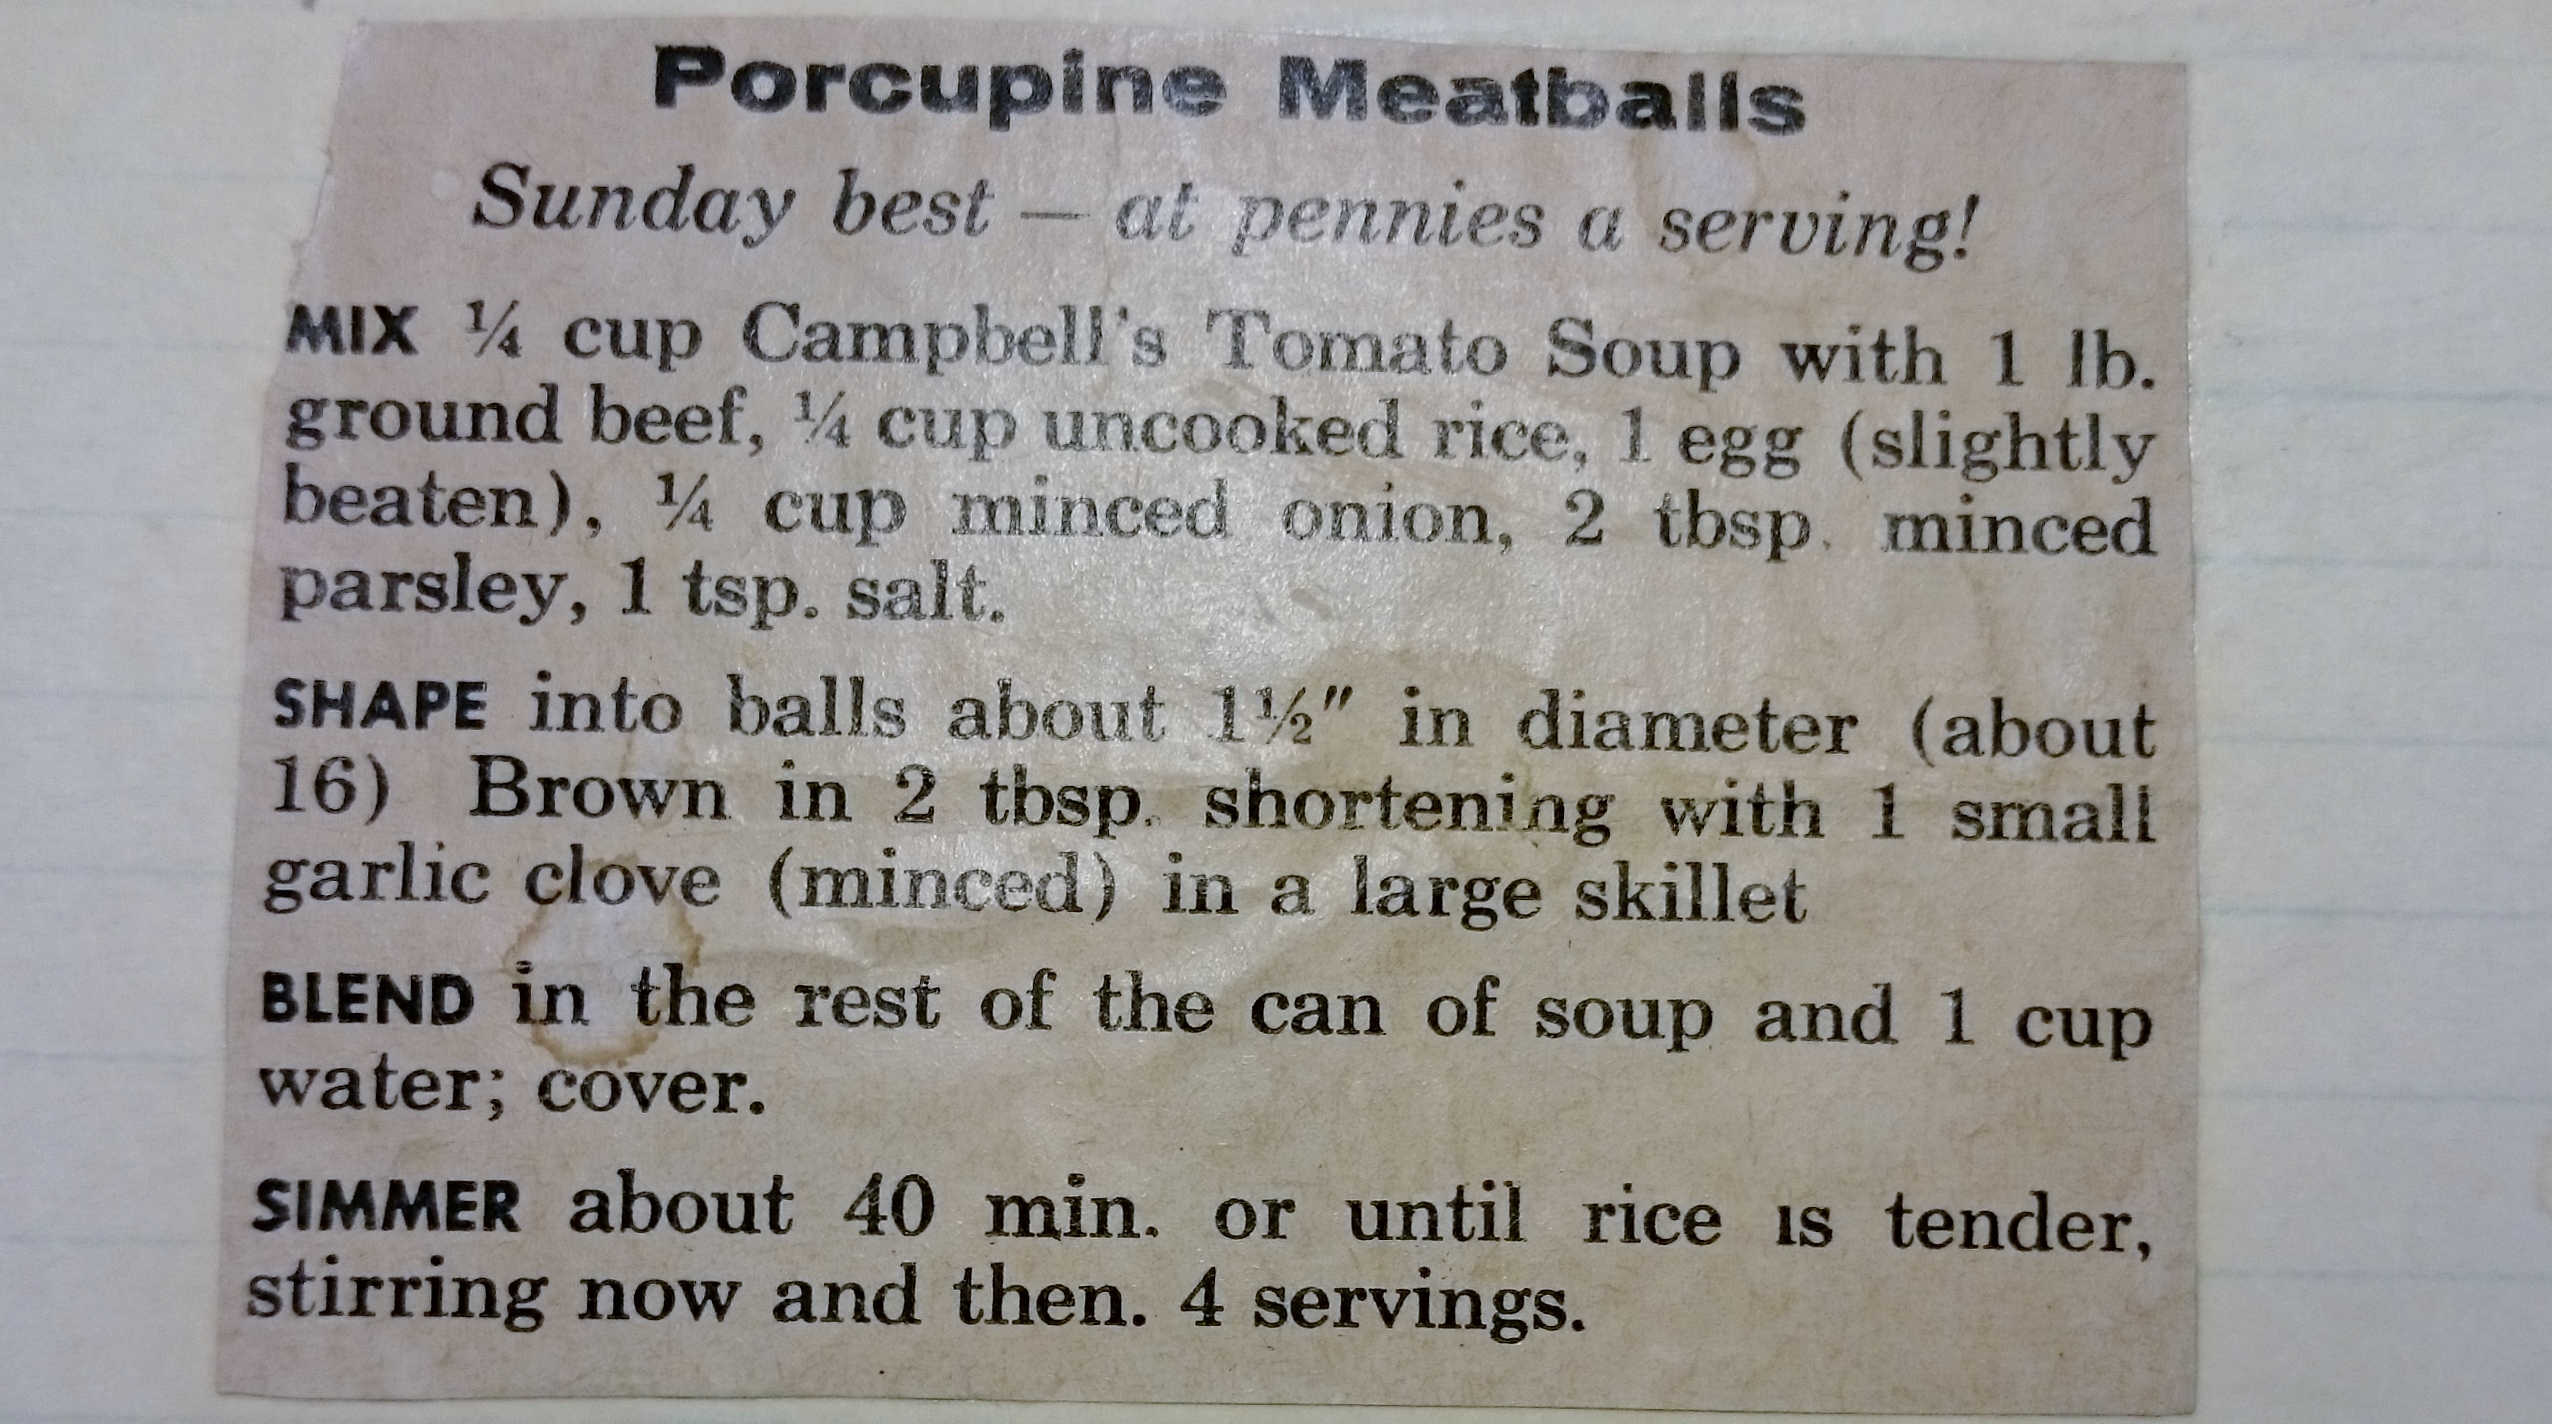 Porcupine Meatballs
Sunday best — at pennies a serving!
MIX ¼ cup Campbell's Tomato Soup with 1 lb.
ground beef, ¼ cup uncooked rice, 1 egg (slightly
beaten), ¼ cup minced onion, 2 tbsp. minced
parsley, 1 tsp. salt.
SHAPE into balls about 1½″ in diameter (about
16) Brown in 2 tbsp. shortening with 1 small
garlic clove (minced) in a large skillet
BLEND in the rest of the can of soup and 1 cup
water; cover.
SIMMER about 40 min. or until rice is tender,
stirring now and then. 4 servings.